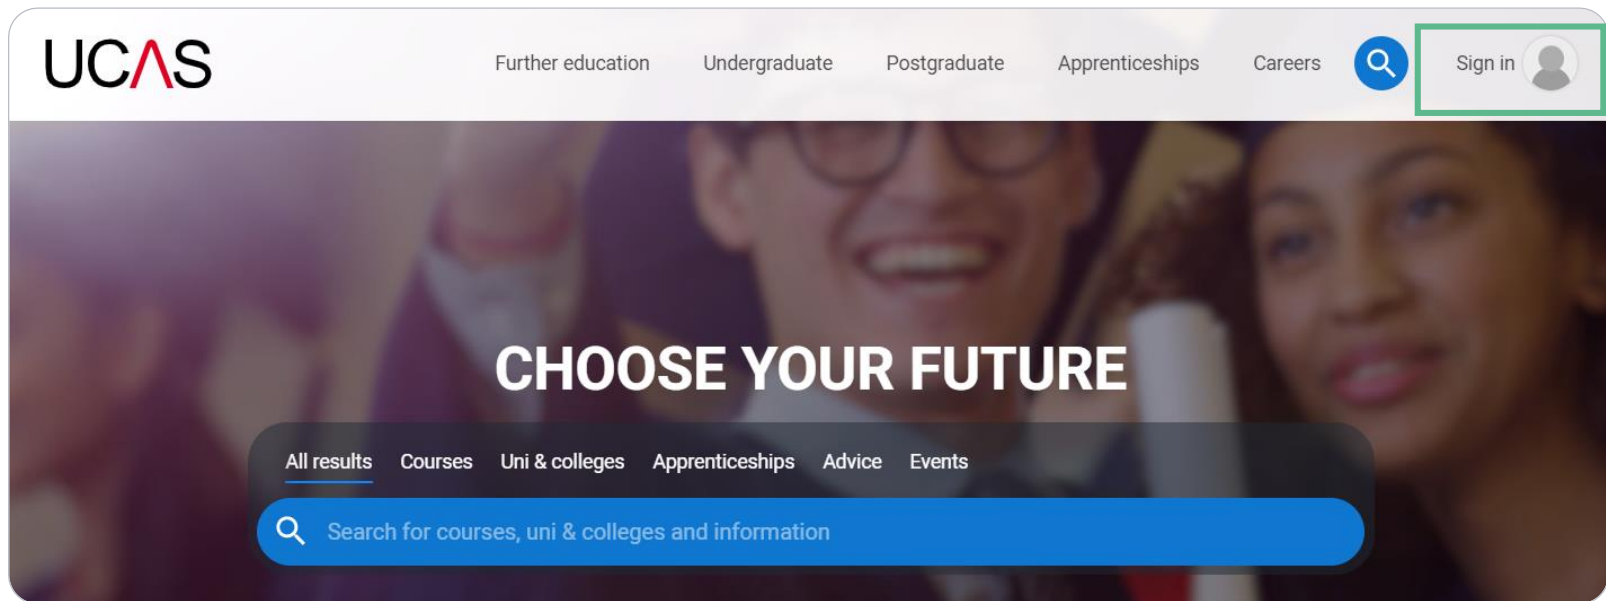 UCAS
Further education Undergraduate Postgraduate Apprenticeships Careers Sign in
CHOOSE YOUR FUTURE
All results Courses Uni & colleges Apprenticeships Advice Events
Search for courses, uni & colleges and information